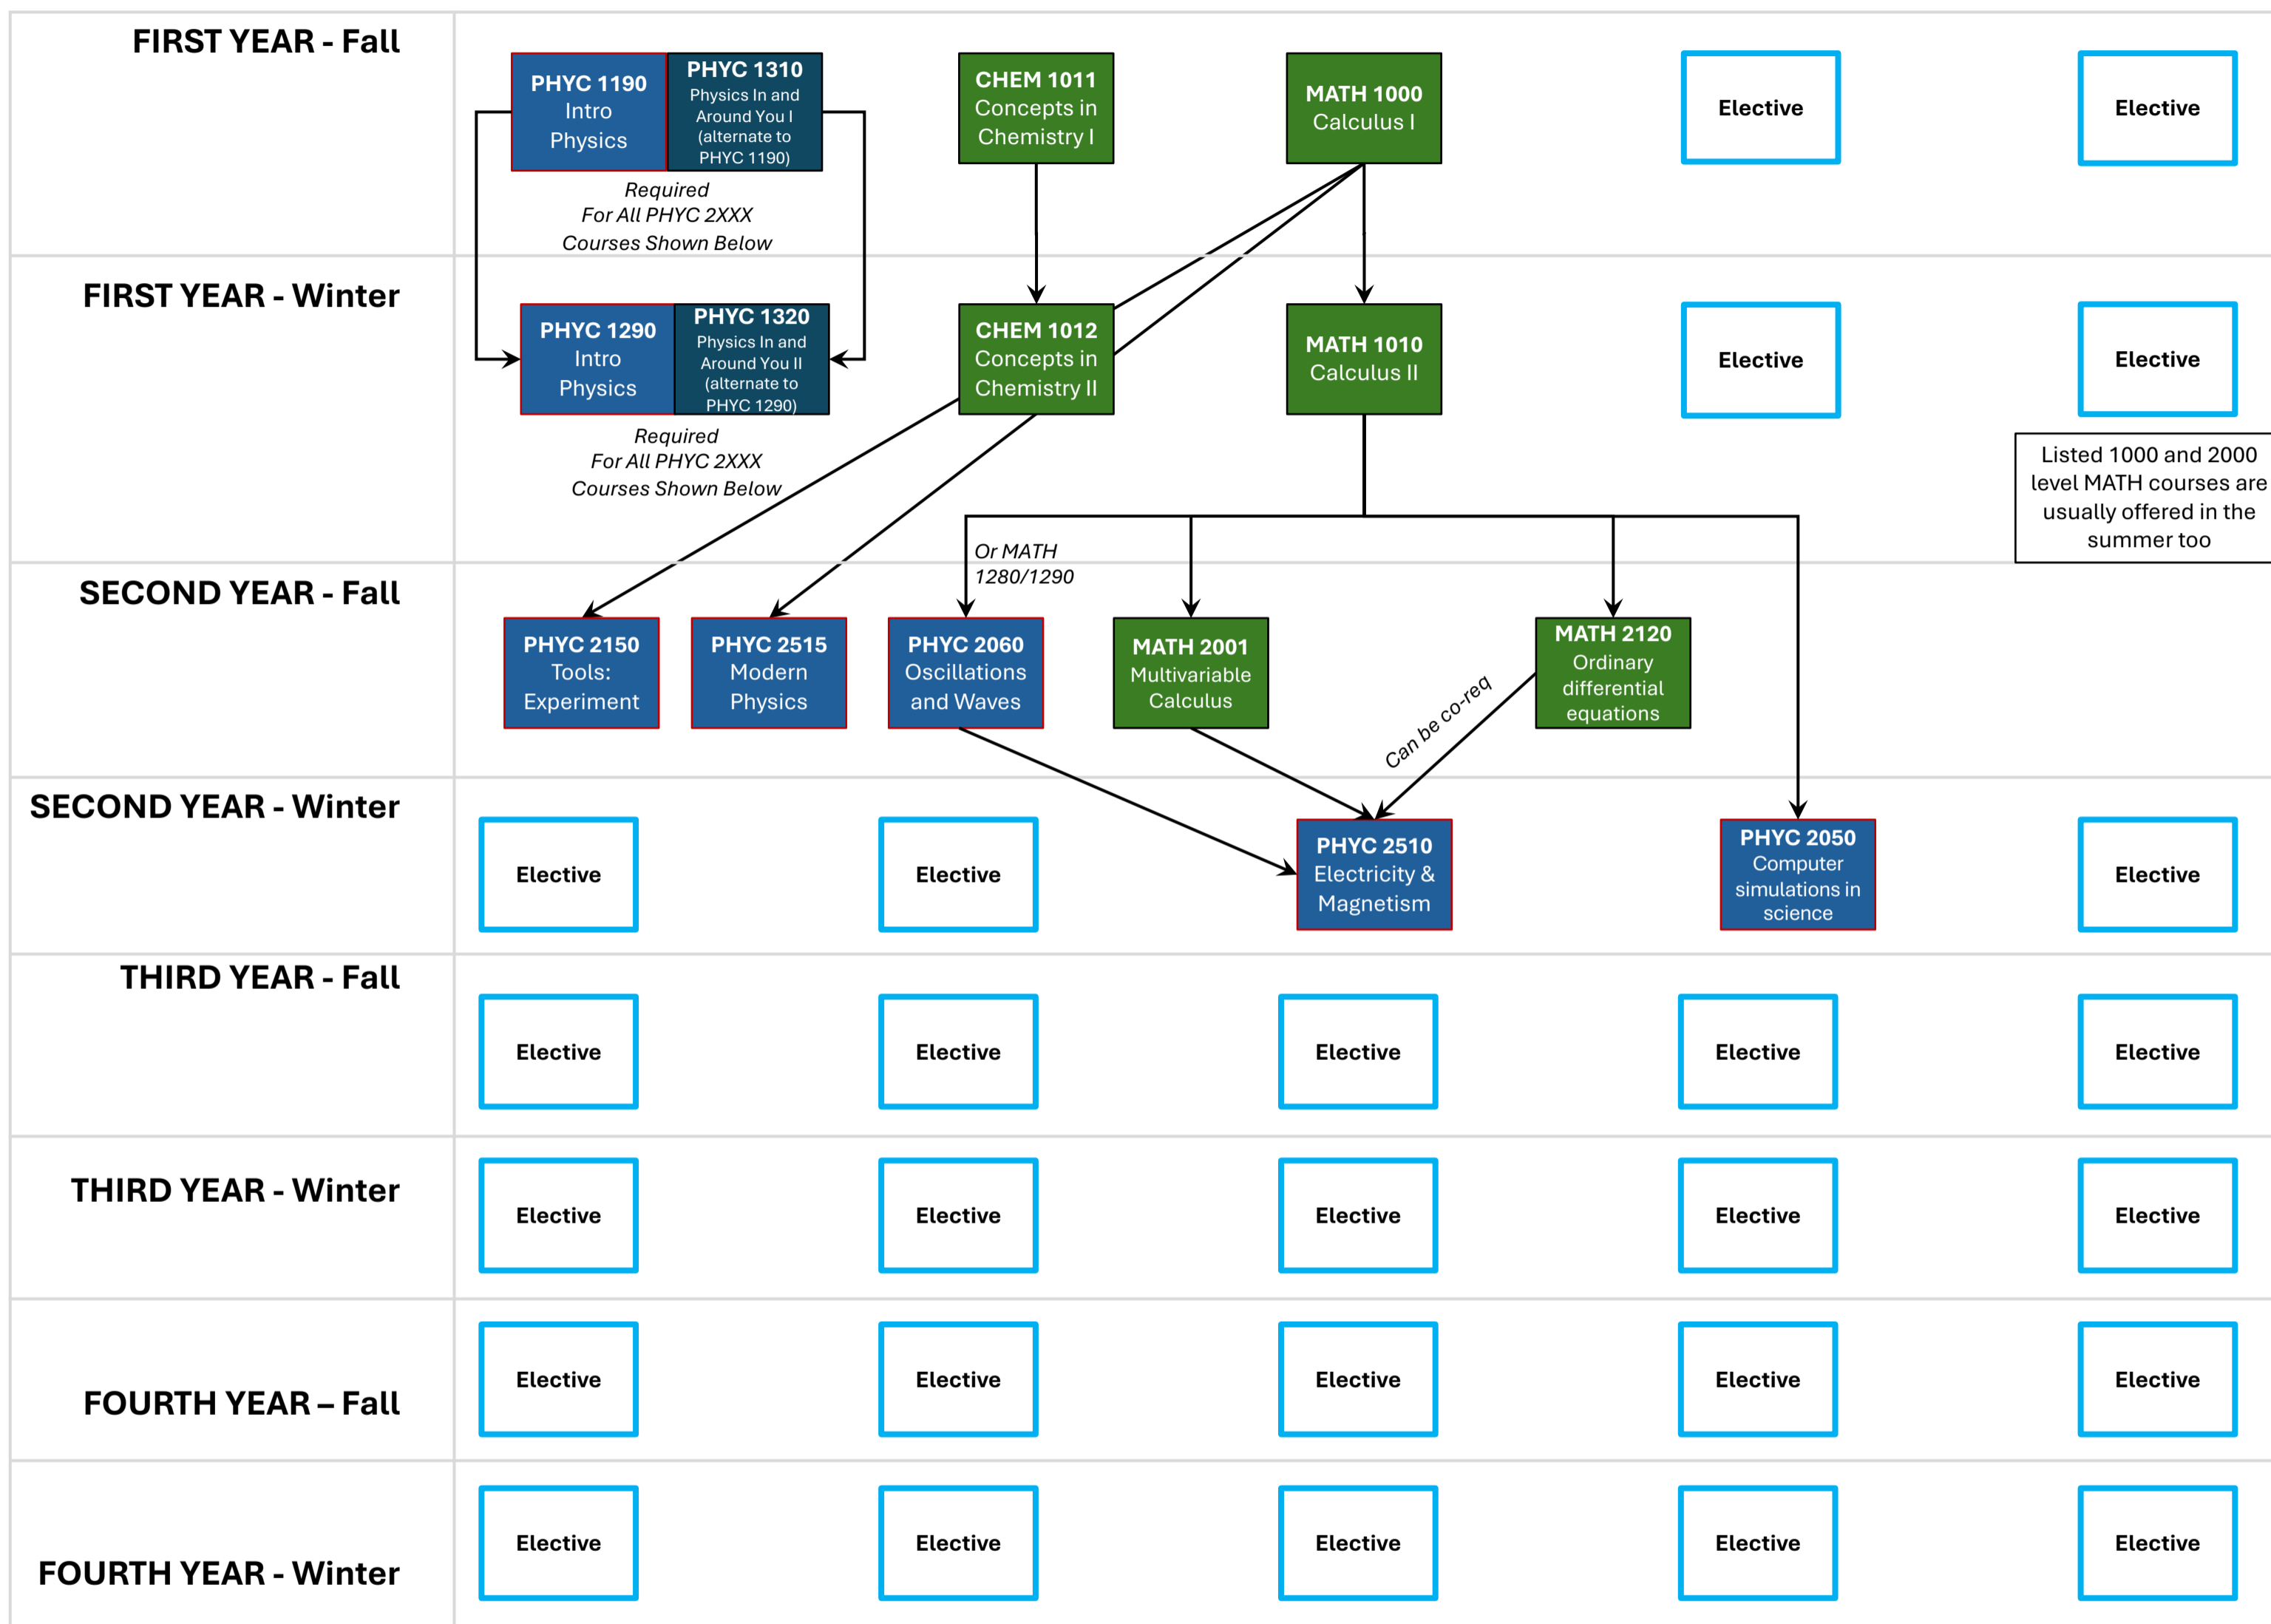 FIRST YEAR - Fall
PHYC 1190
Intro
Physics
PHYC 1310
Physics In and
Around You I
(alternate to
PHYC 1190)
Required
For All PHYC 2XXX
Courses Shown Below
CHEM 1011
Concepts in
Chemistry I
MATH 1000
Calculus I
Elective
Elective
FIRST YEAR - Winter
PHYC 1290
Intro
Physics
PHYC 1320
Physics In and
Around You II
(alternate to
PHYC 1290)
Required
For All PHYC 2XXX
Courses Shown Below
CHEM 1012
Concepts in
Chemistry II
MATH 1010
Calculus II
Elective
Elective
Listed 1000 and 2000
level MATH courses are
usually offered in the
summer too
Or MATH
1280/1290
SECOND YEAR - Fall
PHYC 2150
Tools:
Experiment
PHYC 2515
Modern
Physics
PHYC 2060
Oscillations
and Waves
MATH 2001
Multivariable
Calculus
MATH 2120
Ordinary
differential
equations
Can be co-req
SECOND YEAR - Winter
Elective
Elective
PHYC 2510
Electricity &
Magnetism
PHYC 2050
Computer
simulations in
science
Elective
THIRD YEAR - Fall
Elective
Elective
Elective
Elective
Elective
THIRD YEAR - Winter
Elective
Elective
Elective
Elective
Elective
FOURTH YEAR – Fall
Elective
Elective
Elective
Elective
Elective
FOURTH YEAR - Winter
Elective
Elective
Elective
Elective
Elective